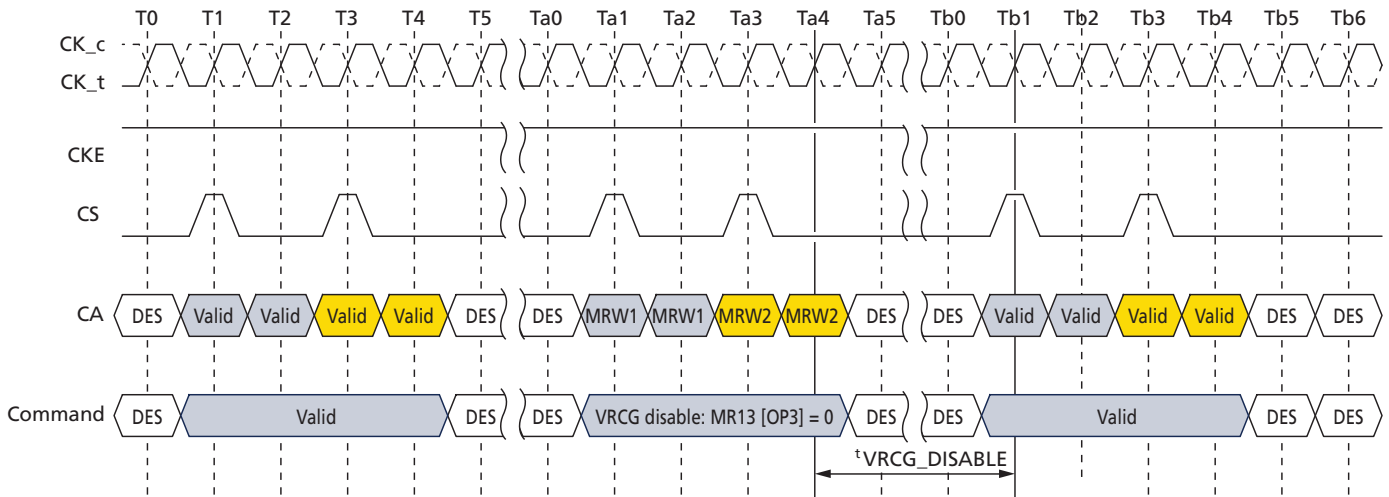 T0 T1 T2 T3 T4 T5 Ta0 Ta1 Ta2 Ta3 Ta4 Ta5 Tb0 Tb1 Tb2 Tb3 Tb4 Tb5 Tb6
CK_c
CK_t
CKE
CS
CA DES Valid Valid Valid Valid DES DES MRW1 MRW1 MRW2 MRW2 DES DES Valid Valid Valid Valid DES DES
Command DES Valid DES DES VRCG disable: MR13 [OP3] = 0 DES DES Valid DES DES
tVRCG_DISABLE